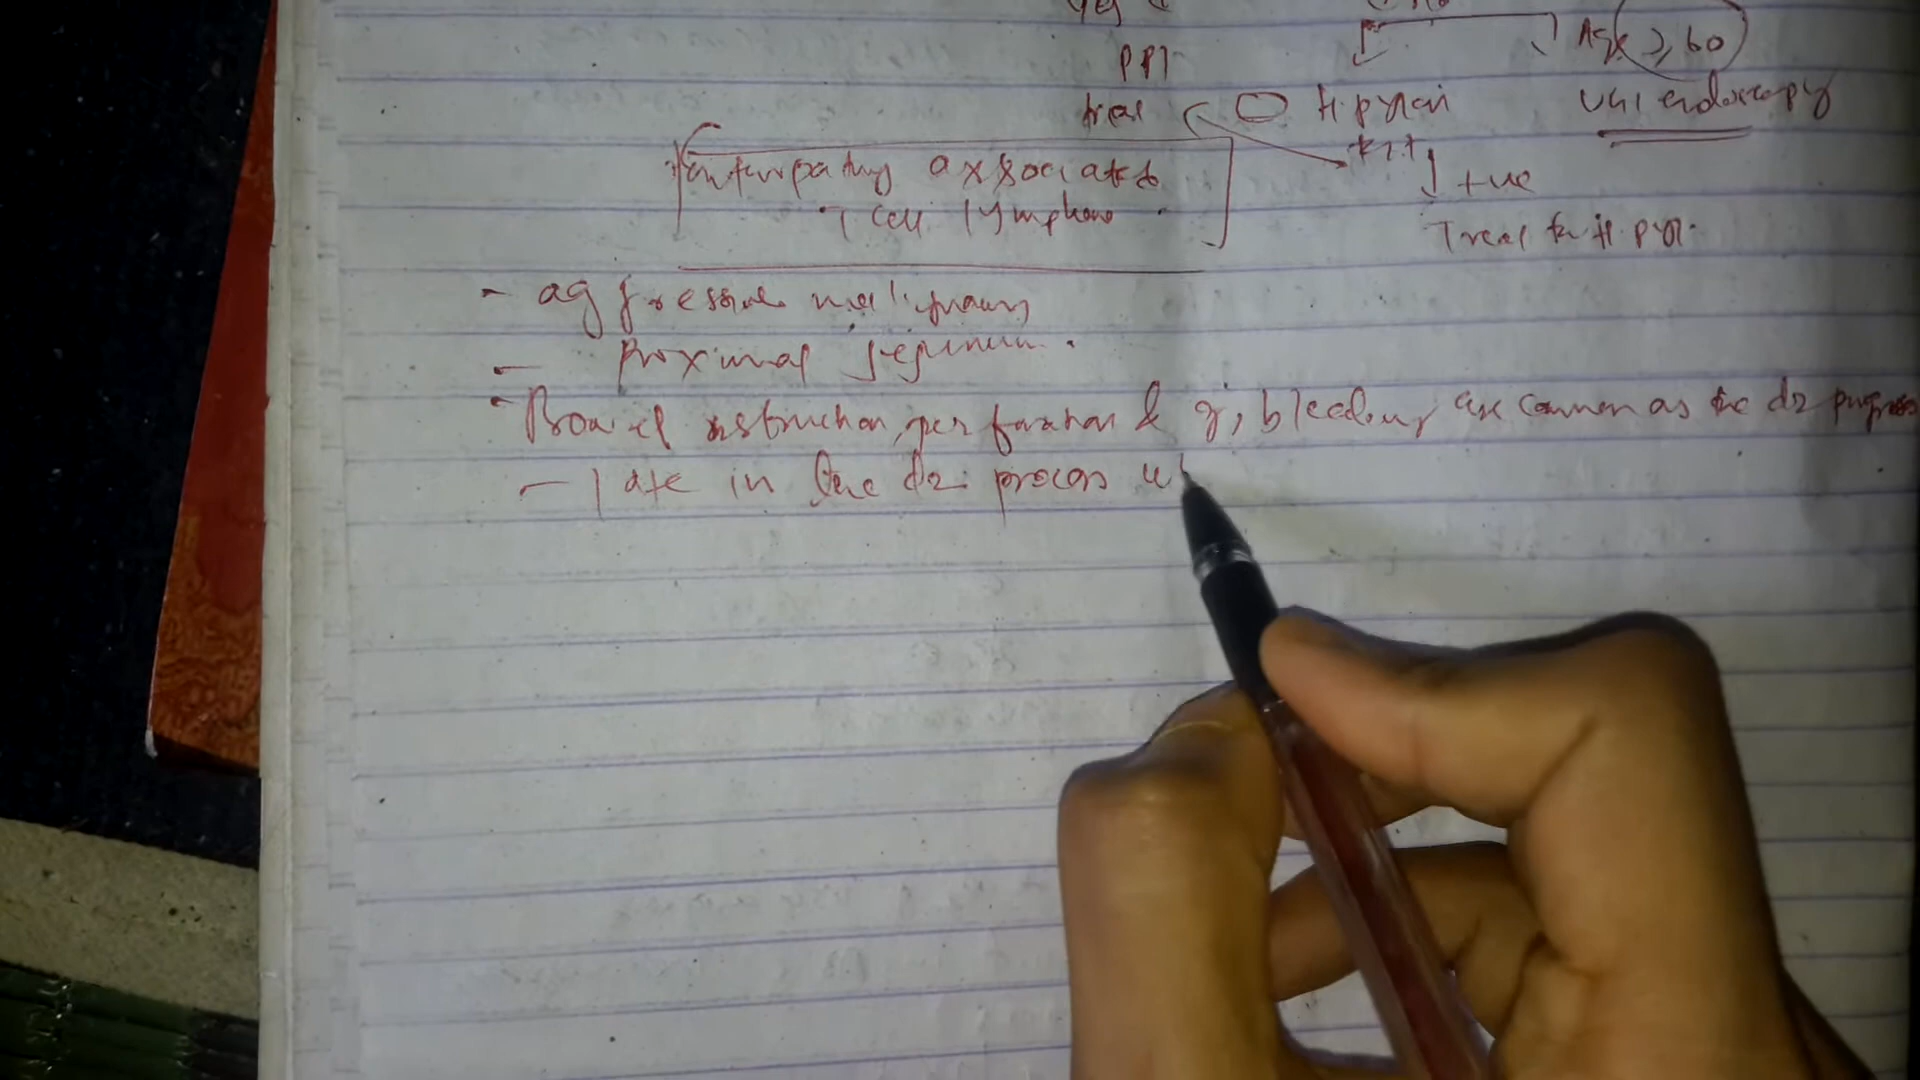 PPI
Age ≥ 60
trial
H. pylori
UGI endoscopy
+ve
Treat for H. pyl.
Enteropathy associated
T cell lymphoma
- aggressive malignancy
- Proximal jejunum.
- Bowel obstruction, perforation & gi, bleeding are common as the dz progress
- late in the dz. process w